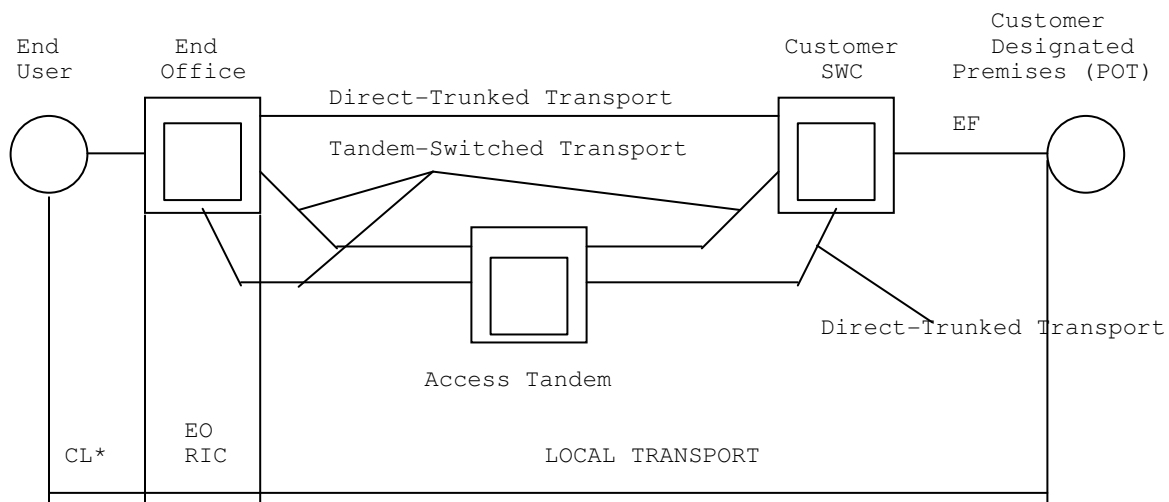 Customer
Designated
Premises (POT)
End
User
End
Office
Customer
SWC
Direct-Trunked Transport
EF
Tandem-Switched Transport
Direct-Trunked Transport
Access Tandem
EO
RIC
CL*
LOCAL TRANSPORT